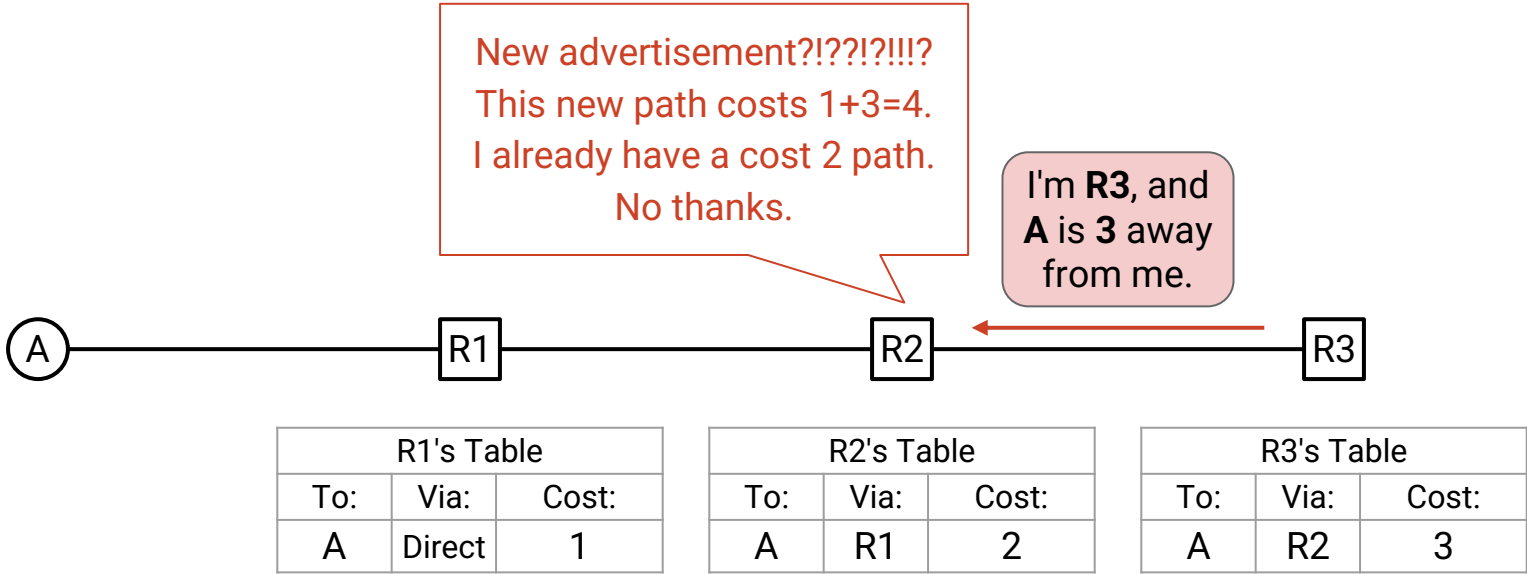 New advertisement?!??!?!!!?
This new path costs 1+3=4.
I already have a cost 2 path.
No thanks.
I'm R3, and
A is 3 away
from me.
A
R1
R2
R3
R1's Table
To: Via: Cost:
A Direct 1
R2's Table
To: Via: Cost:
A R1 2
R3's Table
To: Via: Cost:
A R2 3